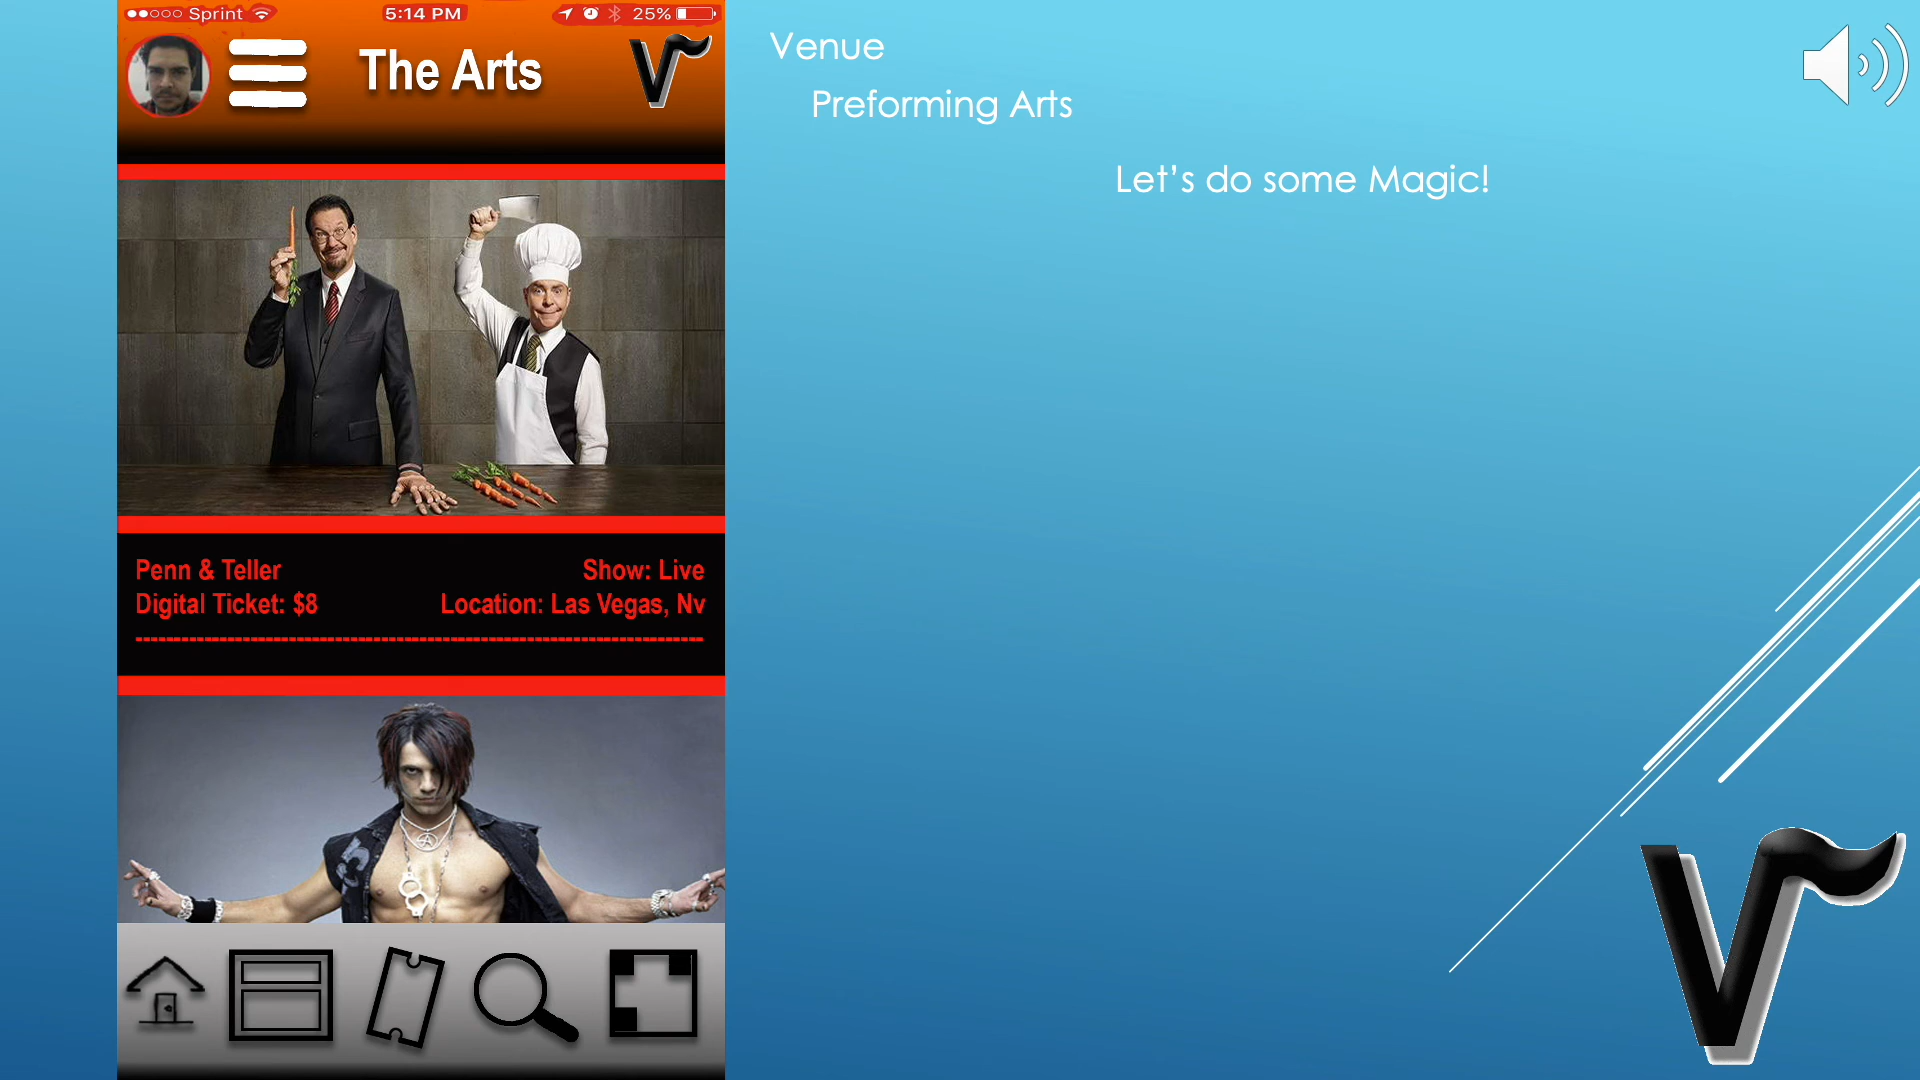 Sprint
5:14 PM
25%
The Arts
V
Penn & Teller
Show: Live
Digital Ticket: $8
Location: Las Vegas, Nv
Venue
Preforming Arts
Let’s do some Magic!
V